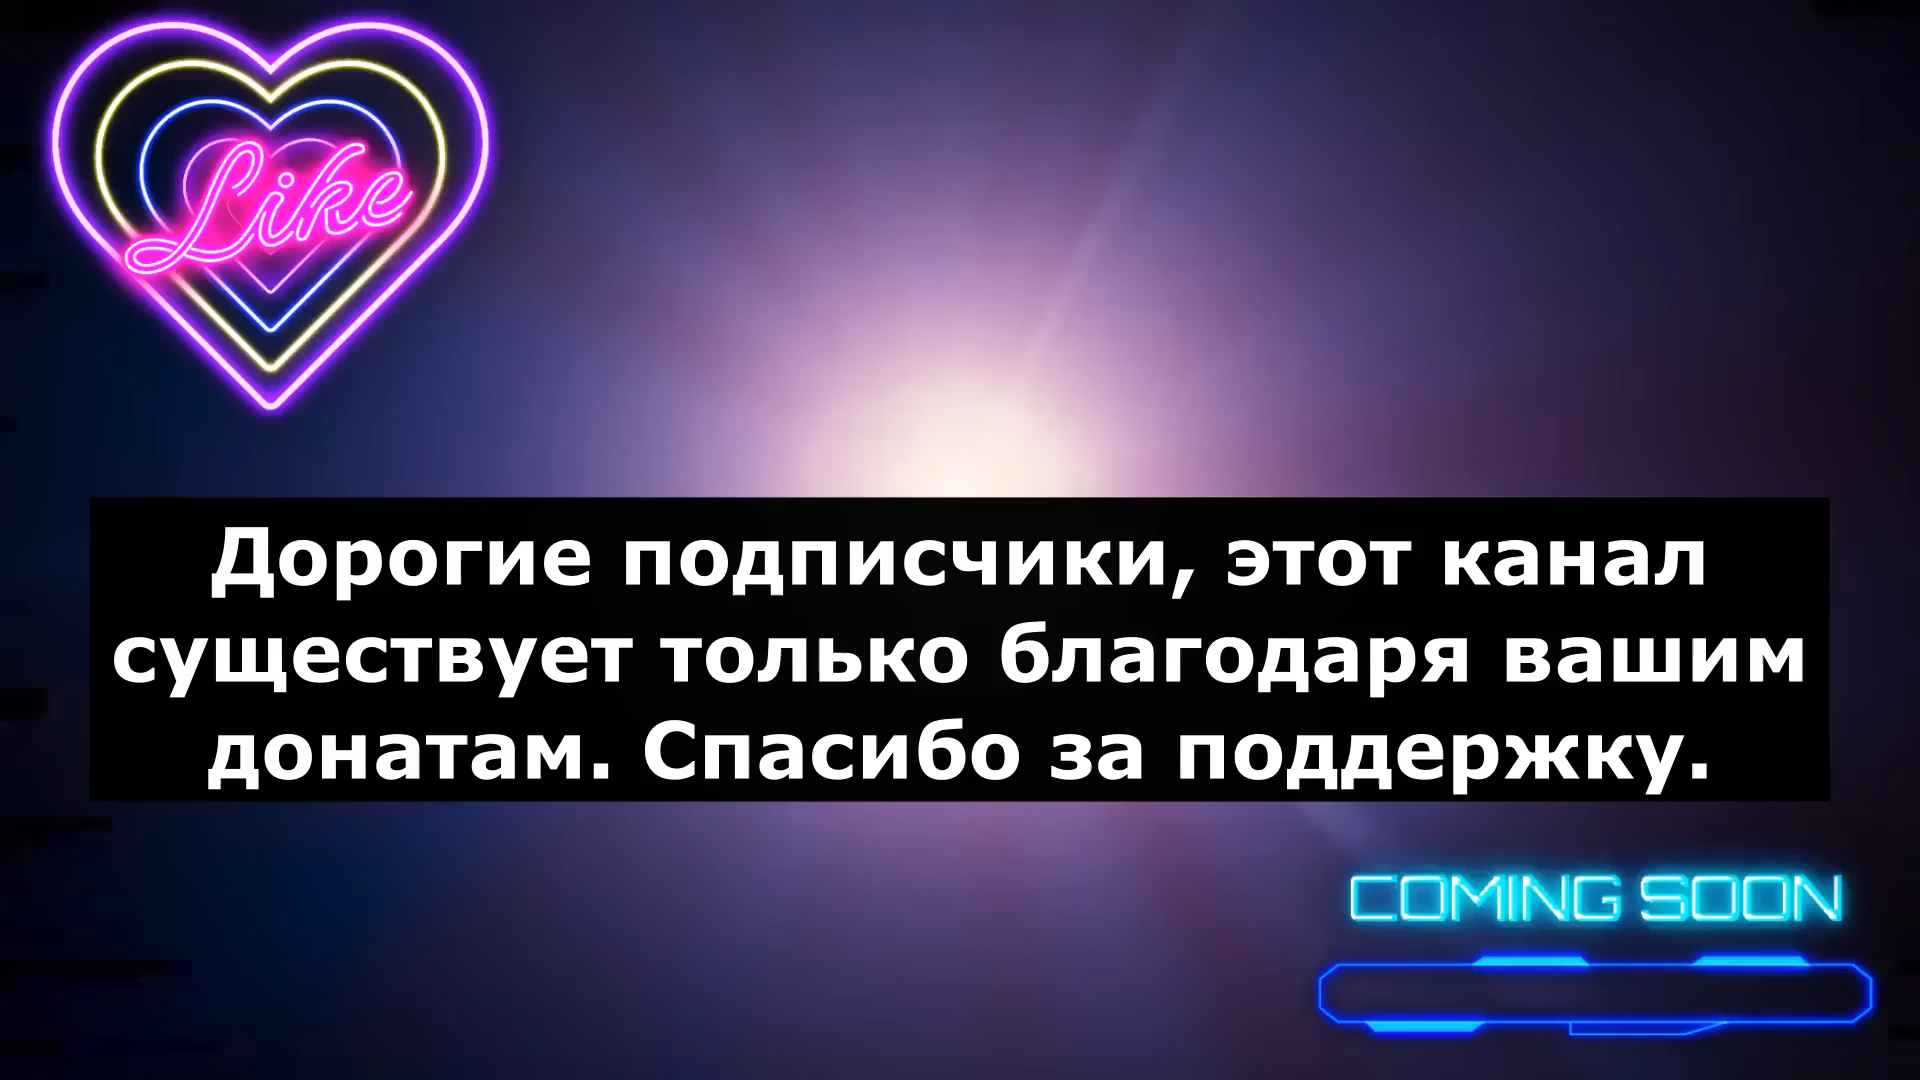 Like
Дорогие подписчики, этот канал
существует только благодаря вашим
донатам. Спасибо за поддержку.
COMING SOON